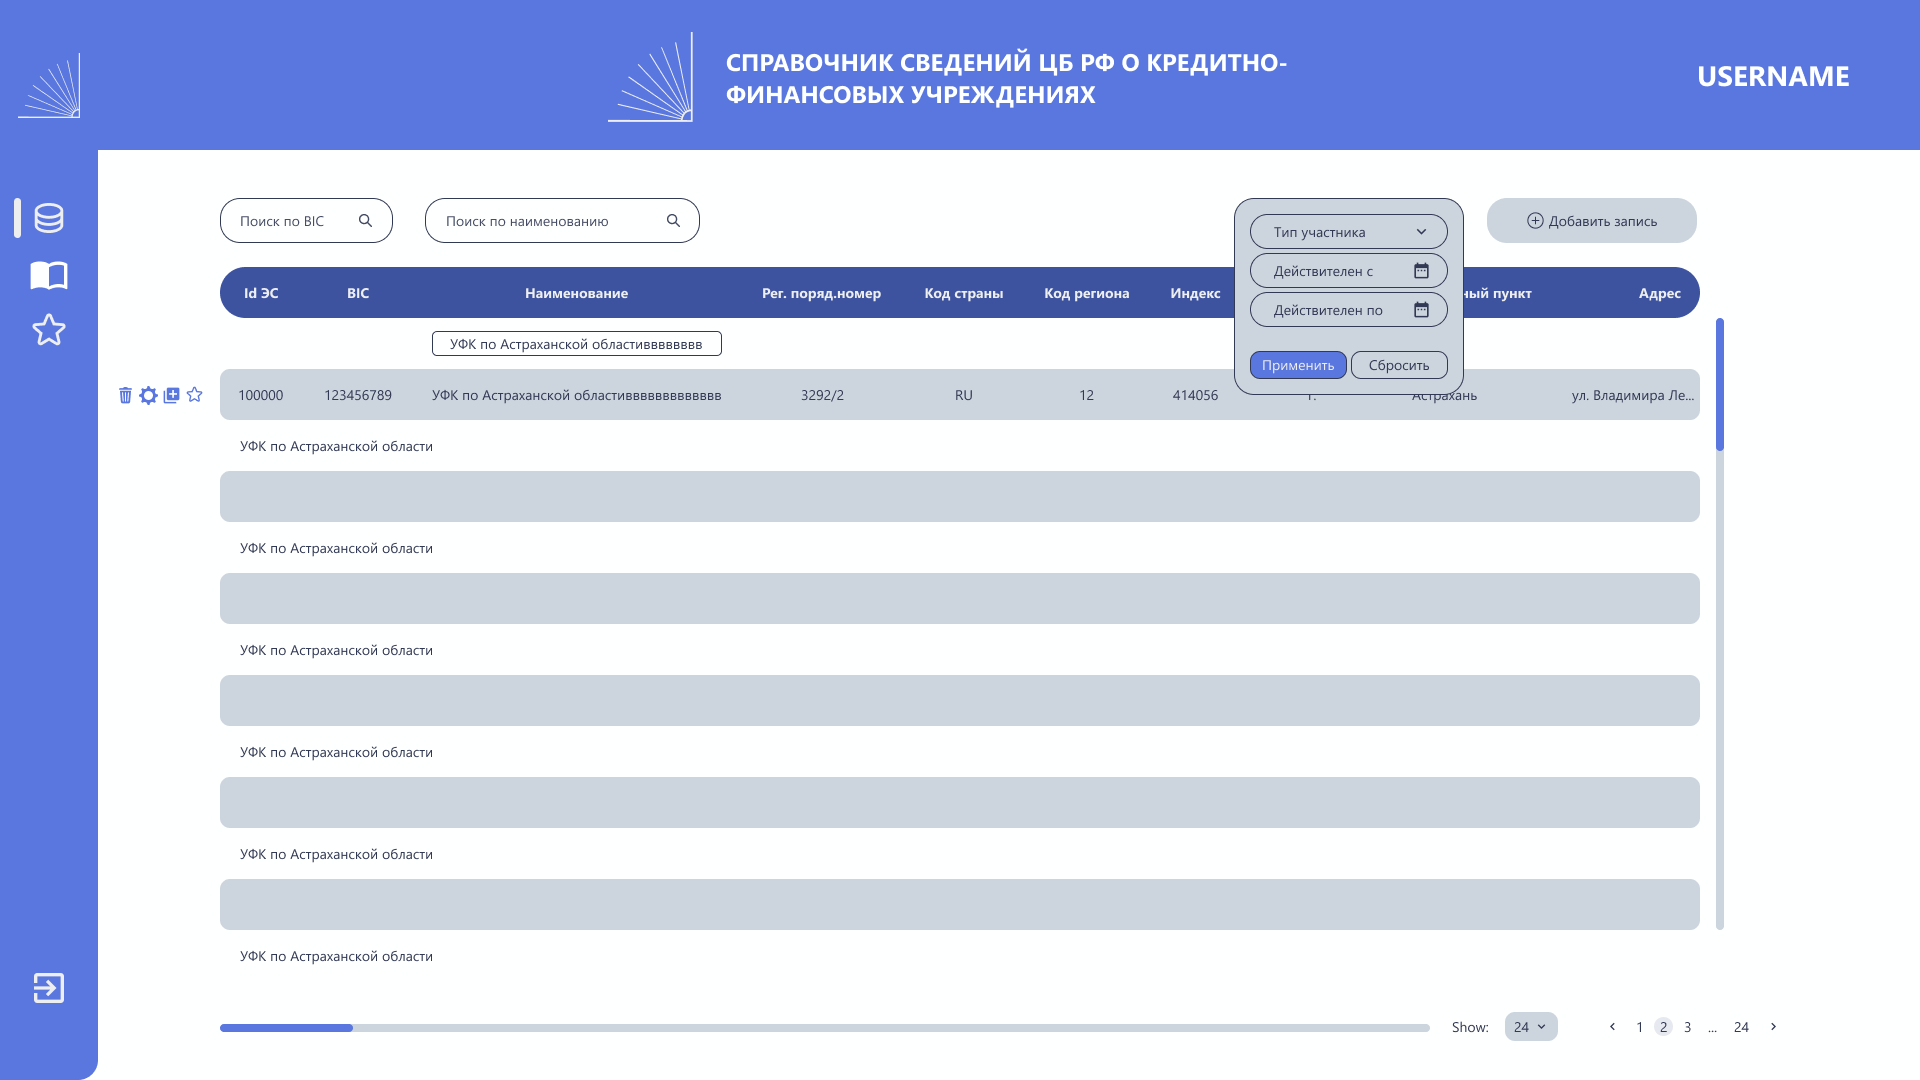 СПРАВОЧНИК СВЕДЕНИЙ ЦБ РФ О КРЕДИТНО-
ФИНАНСОВЫХ УЧРЕЖДЕНИЯХ
USERNAME
Поиск по BIC
Поиск по наименованию
Тип участника
Действителен с
Действителен по
Применить
Сбросить
Добавить запись
Id ЭС
BIC
Наименование
Рег. поряд.номер
Код страны
Код региона
Индекс
ный пункт
Адрес
УФК по Астраханской областивввввввв
100000
123456789
УФК по Астраханской областиввввввввввввв
3292/2
RU
12
414056
г.
Астрахань
ул. Владимира Ле...
УФК по Астраханской области
УФК по Астраханской области
УФК по Астраханской области
УФК по Астраханской области
УФК по Астраханской области
УФК по Астраханской области
Show:
24
1
2
3
...
24